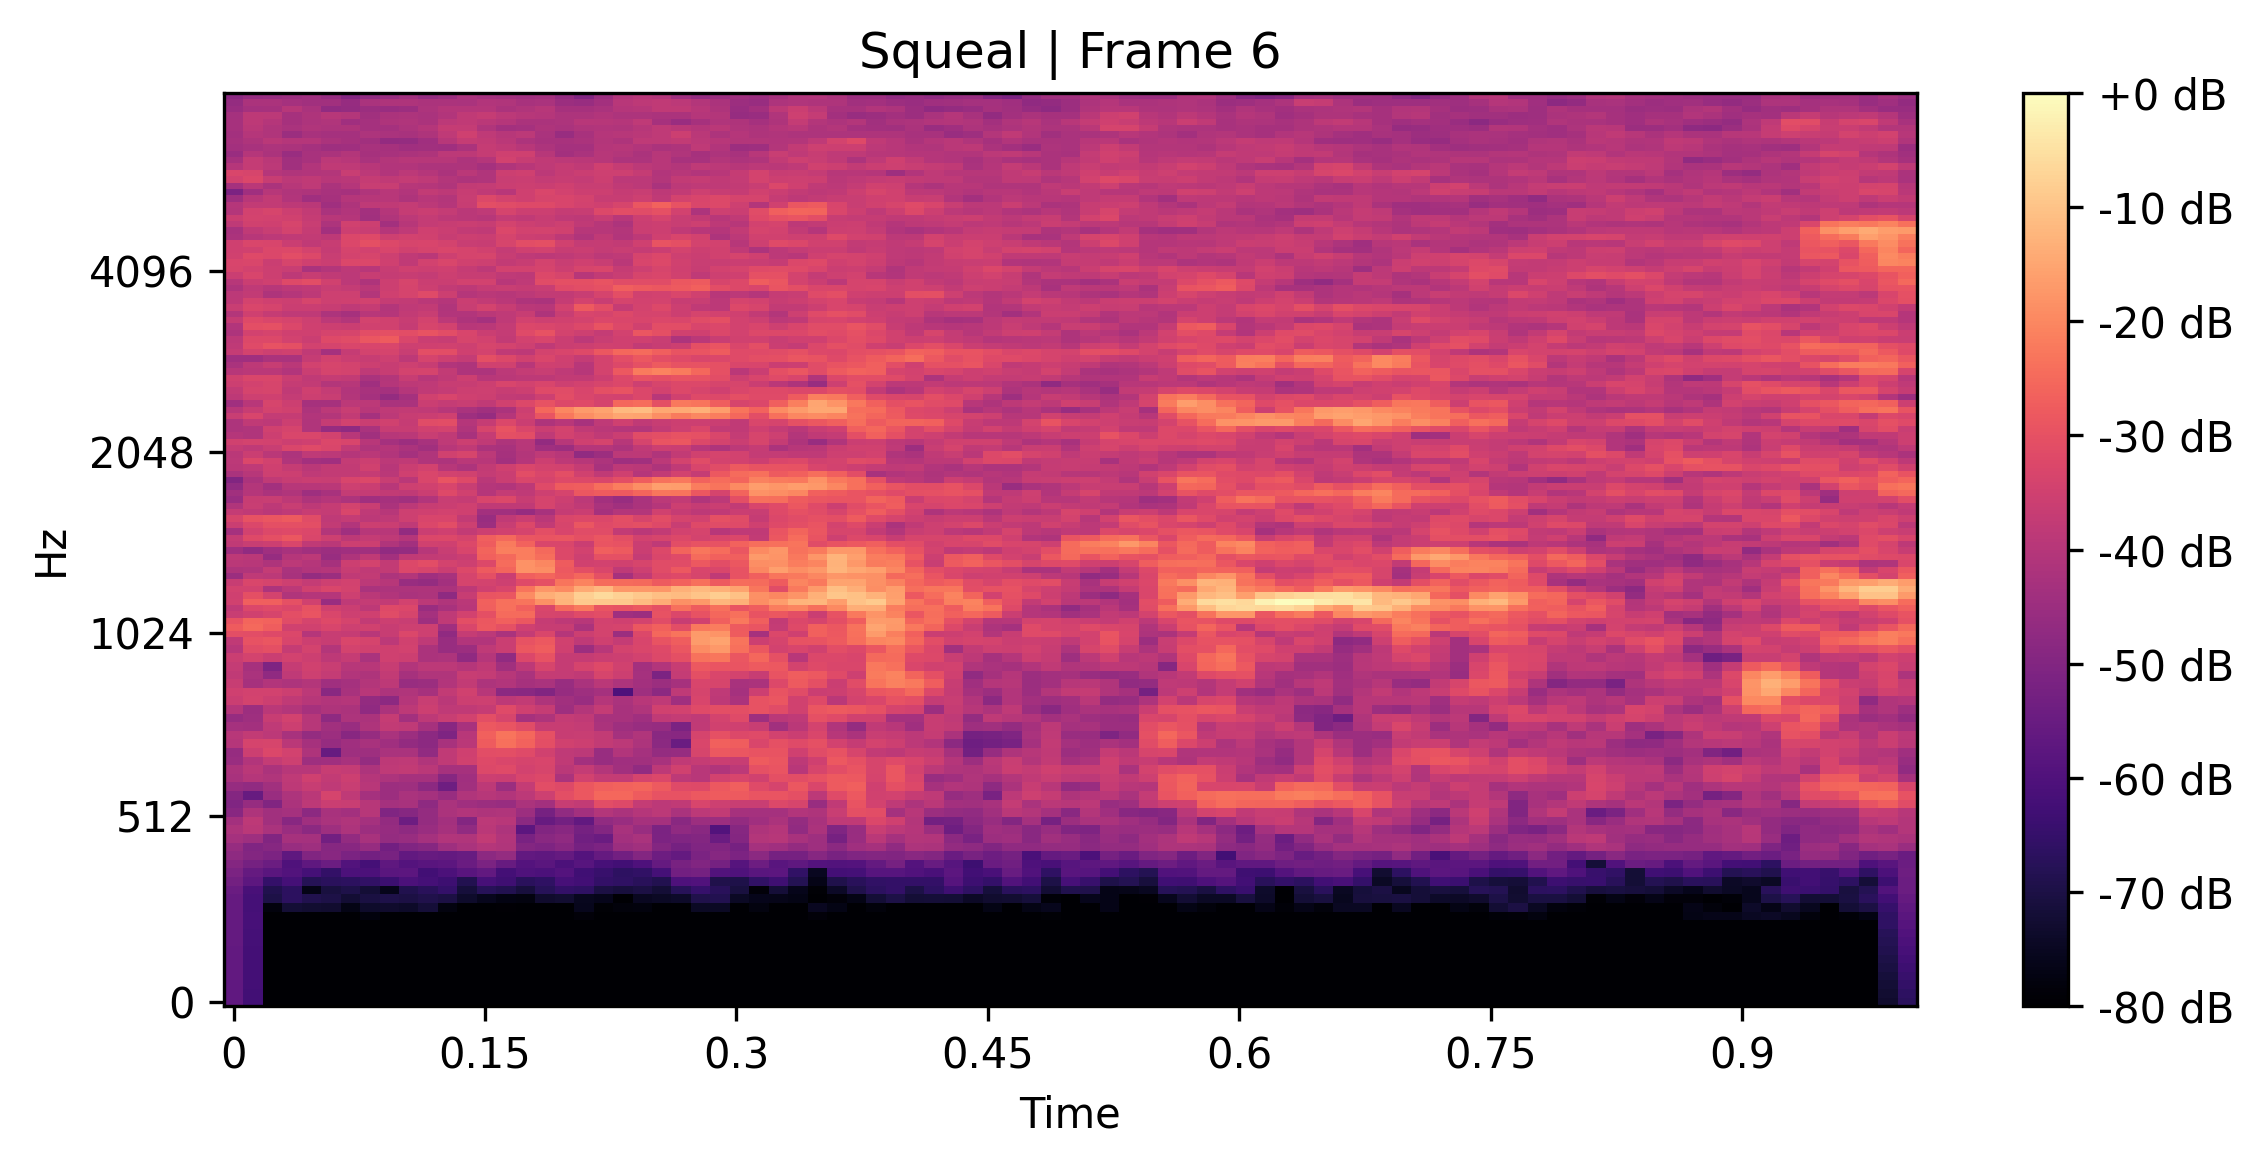 Squeal | Frame 6
+0 dB
-10 dB
-20 dB
-30 dB
-40 dB
-50 dB
-60 dB
-70 dB
-80 dB
Hz
4096
2048
1024
512
0
0 0.15 0.3 0.45 0.6 0.75 0.9
Time